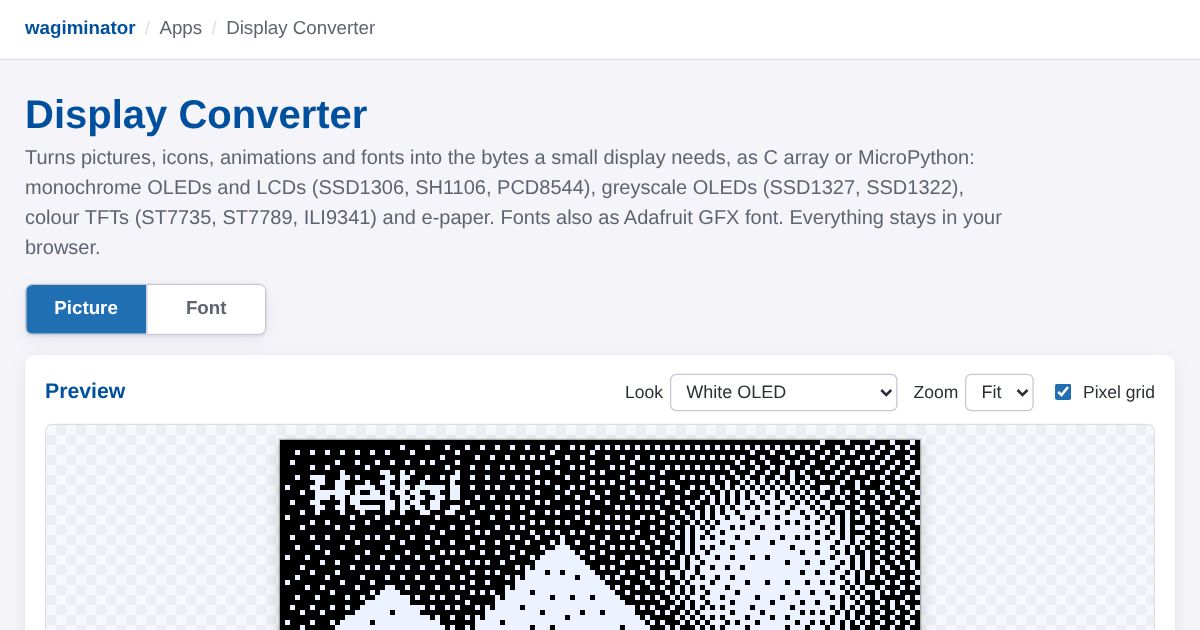 wagiminator / Apps / Display Converter
Display Converter
Turns pictures, icons, animations and fonts into the bytes a small display needs, as C array or MicroPython:
monochrome OLEDs and LCDs (SSD1306, SH1106, PCD8544), greyscale OLEDs (SSD1327, SSD1322),
colour TFTs (ST7735, ST7789, ILI9341) and e-paper. Fonts also as Adafruit GFX font. Everything stays in your
browser.
Picture Font
Preview Look White OLED Zoom Fit Pixel grid
Hello!